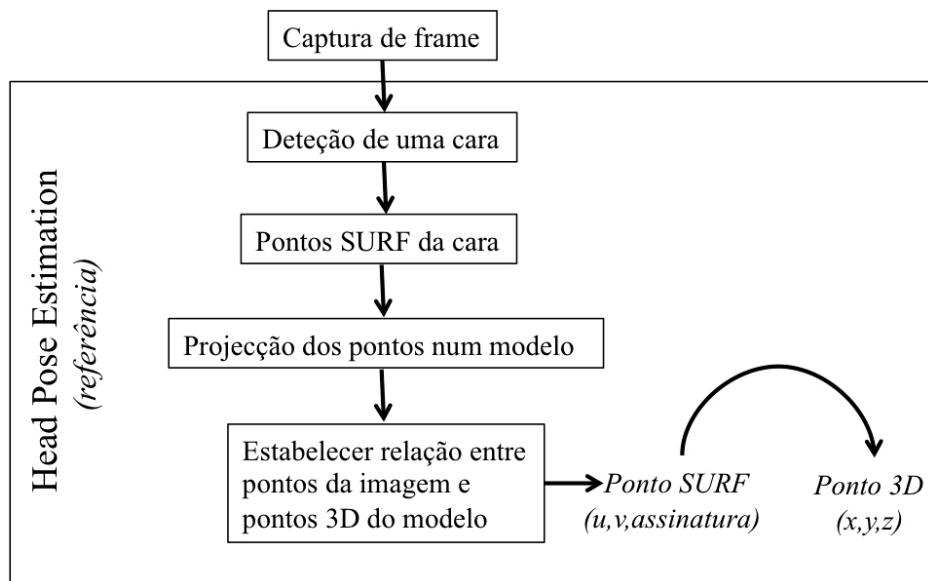 Captura de frame
Deteção de uma cara
Pontos SURF da cara
Projecção dos pontos num modelo
Estabelecer relação entre
pontos da imagem e
pontos 3D do modelo
Ponto SURF
(u,v,assinatura)
Ponto 3D
(x,y,z)
Head Pose Estimation
(referência)